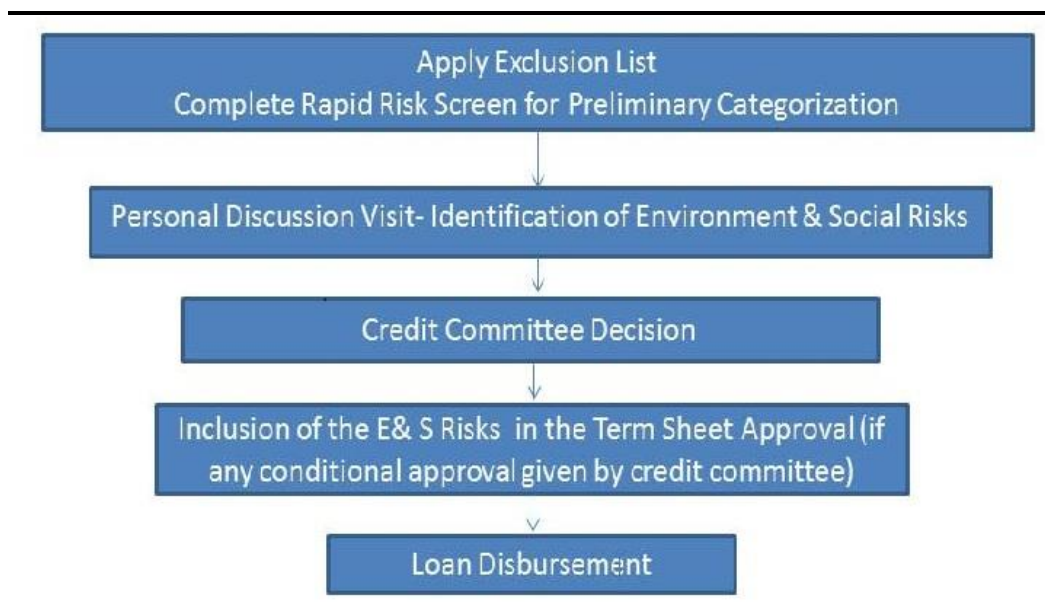 Apply Exclusion List
Complete Rapid Risk Screen for Preliminary Categorization
Personal Discussion Visit- Identification of Environment & Social Risks
Credit Committee Decision
Inclusion of the E& S Risks in the Term Sheet Approval (if
any conditional approval given by credit committee)
Loan Disbursement